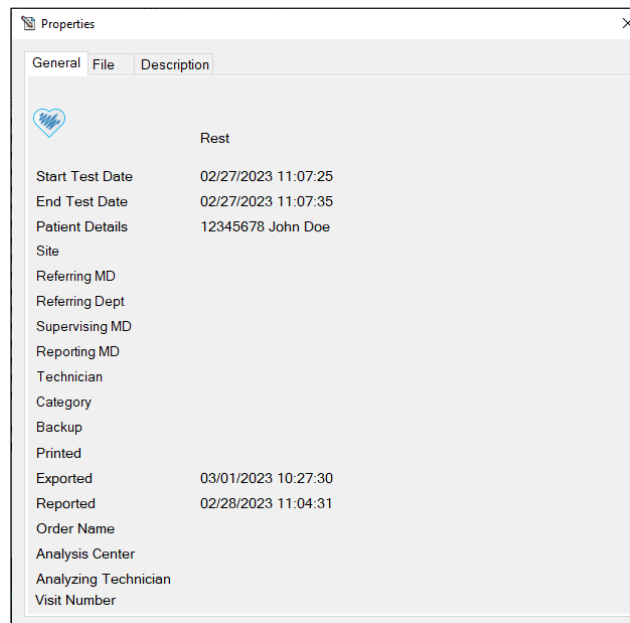 Properties
General File Description
Rest
Start Test Date 02/27/2023 11:07:25
End Test Date 02/27/2023 11:07:35
Patient Details 12345678 John Doe
Site
Referring MD
Referring Dept
Supervising MD
Reporting MD
Technician
Category
Backup
Printed
Exported 03/01/2023 10:27:30
Reported 02/28/2023 11:04:31
Order Name
Analysis Center
Analyzing Technician
Visit Number